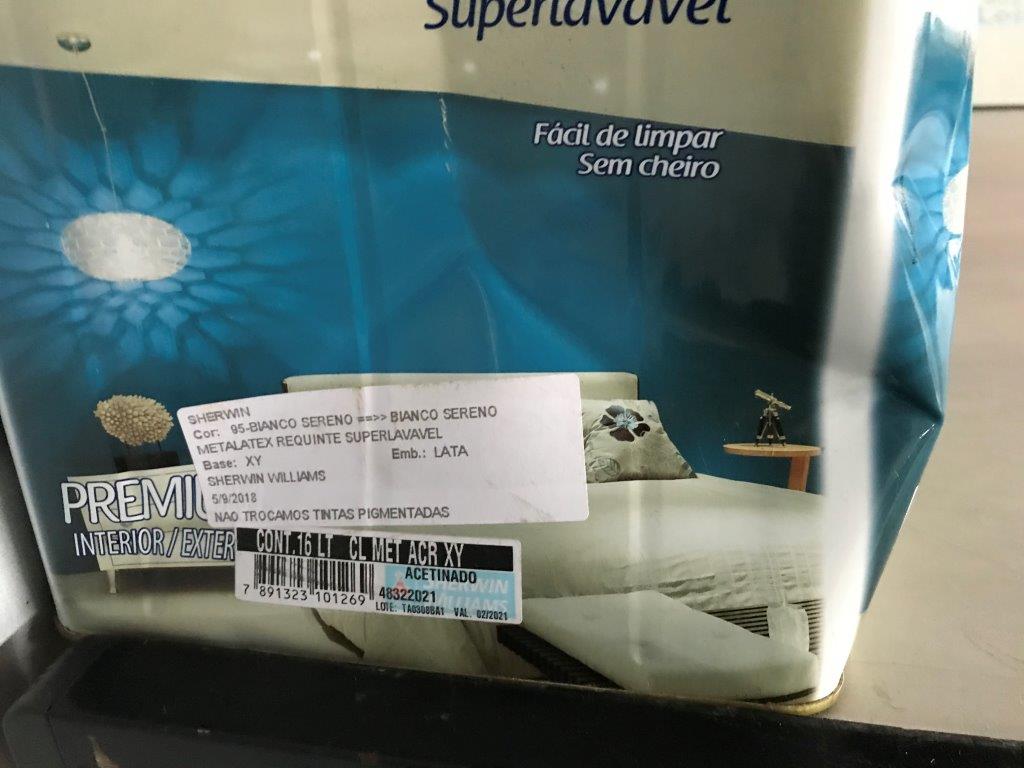 Superlavável
Fácil de limpar
Sem cheiro
SHERWIN
Cor: 95-BIANCO SERENO ==>> BIANCO SERENO
METALATEX REQUINTE SUPERLAVAVEL
Base: XY Emb.: LATA
SHERWIN WILLIAMS
5/9/2018
NAO TROCAMOS TINTAS PIGMENTADAS
INTERIOR/EXTER
CONT.16 LT CL MET ACR XY
ACETINADO
48322021
SHERWIN
WILLIAMS
7 891323 101269
LOTE: TA0308BA1 VAL. 02/2021